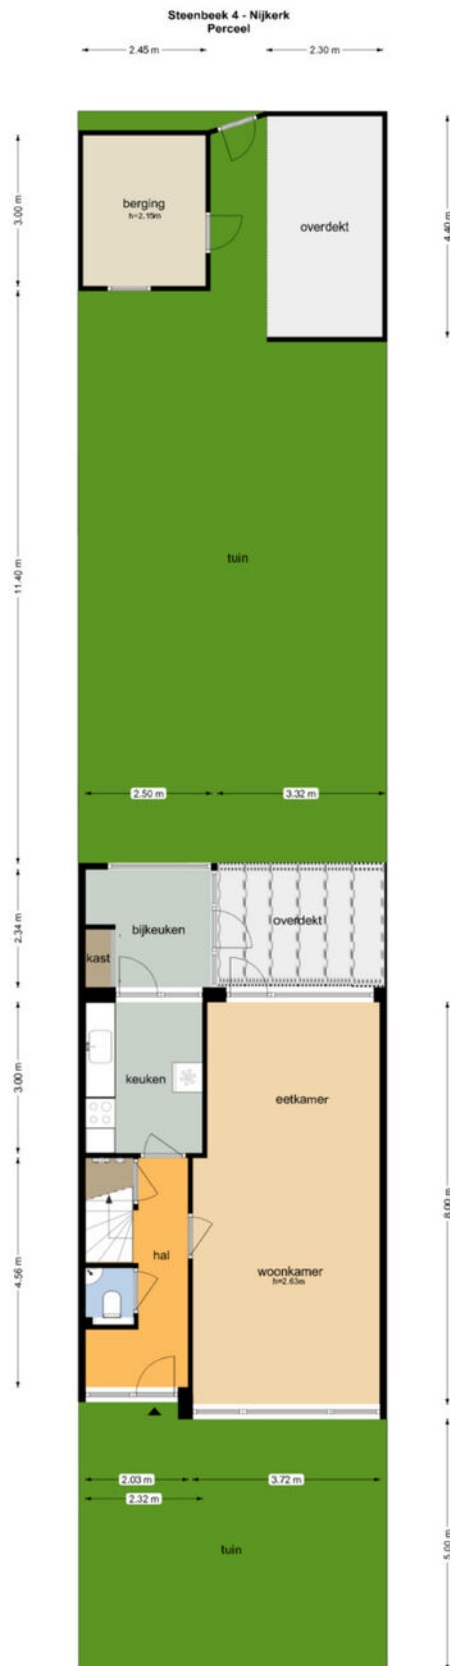 Steenbeek 4 - Nijkerk
Perceel
2.45 m
2.30 m
3.00 m
berging
h=2.15m
overdekt
4.40 m
11.40 m
tuin
2.50 m
3.32 m
2.34 m
bijkeuken
overdekt
kast
3.00 m
keuken
eetkamer
8.00 m
4.56 m
hal
woonkamer
h=2.63m
2.03 m
3.72 m
2.32 m
tuin
5.00 m